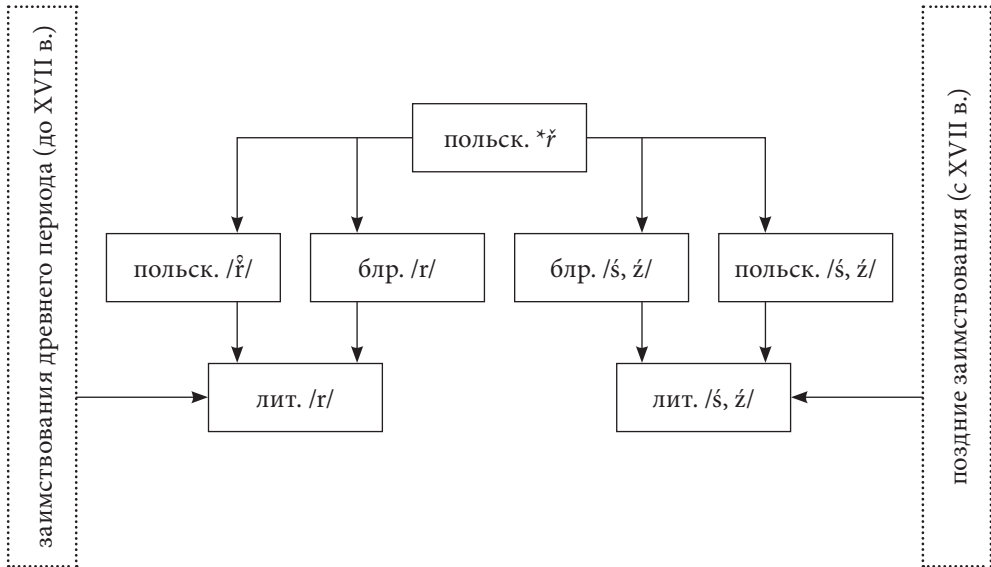 заимствования древнего периода (до XVII в.)
польск. *ř
польск. /ř̊/
блр. /r/
блр. /ś, ź/
польск. /ś, ź/
лит. /r/
лит. /ś, ź/
поздние заимствования (с XVII в.)